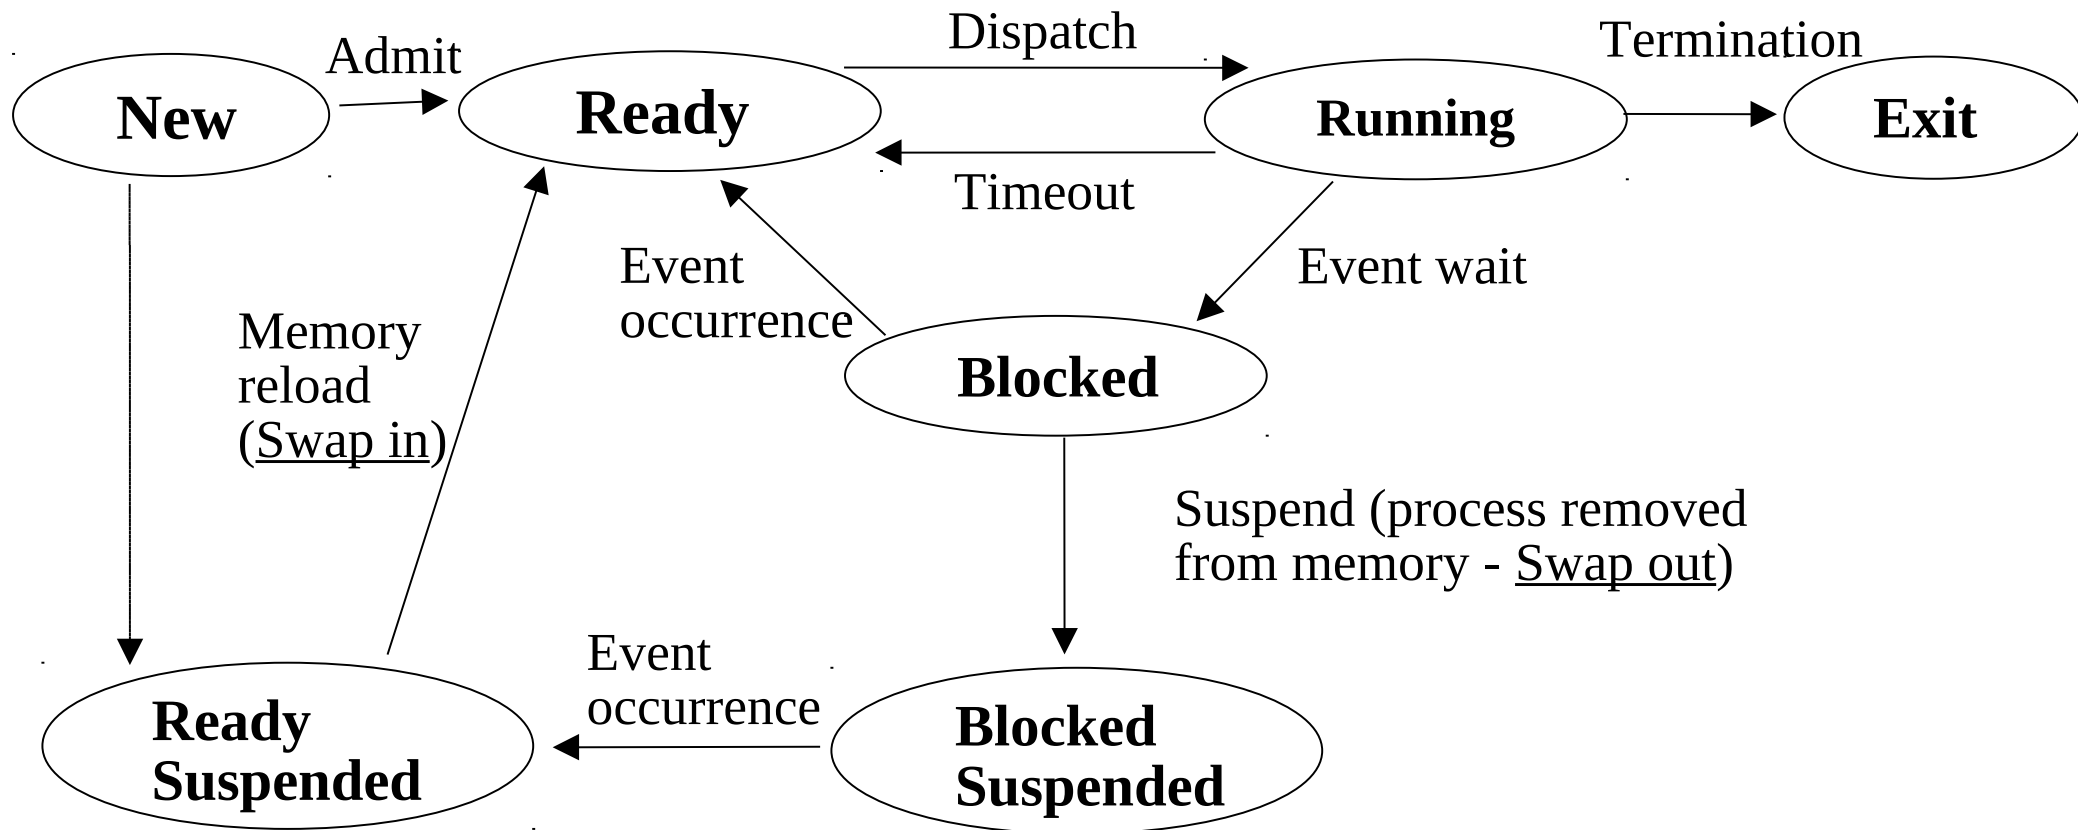 Admit
Dispatch
Termination
New
Ready
Running
Exit
Timeout
Event
occurrence
Event wait
Memory
reload
(Swap in)
Blocked
Suspend (process removed
from memory - Swap out)
Event
occurrence
Ready
Suspended
Blocked
Suspended